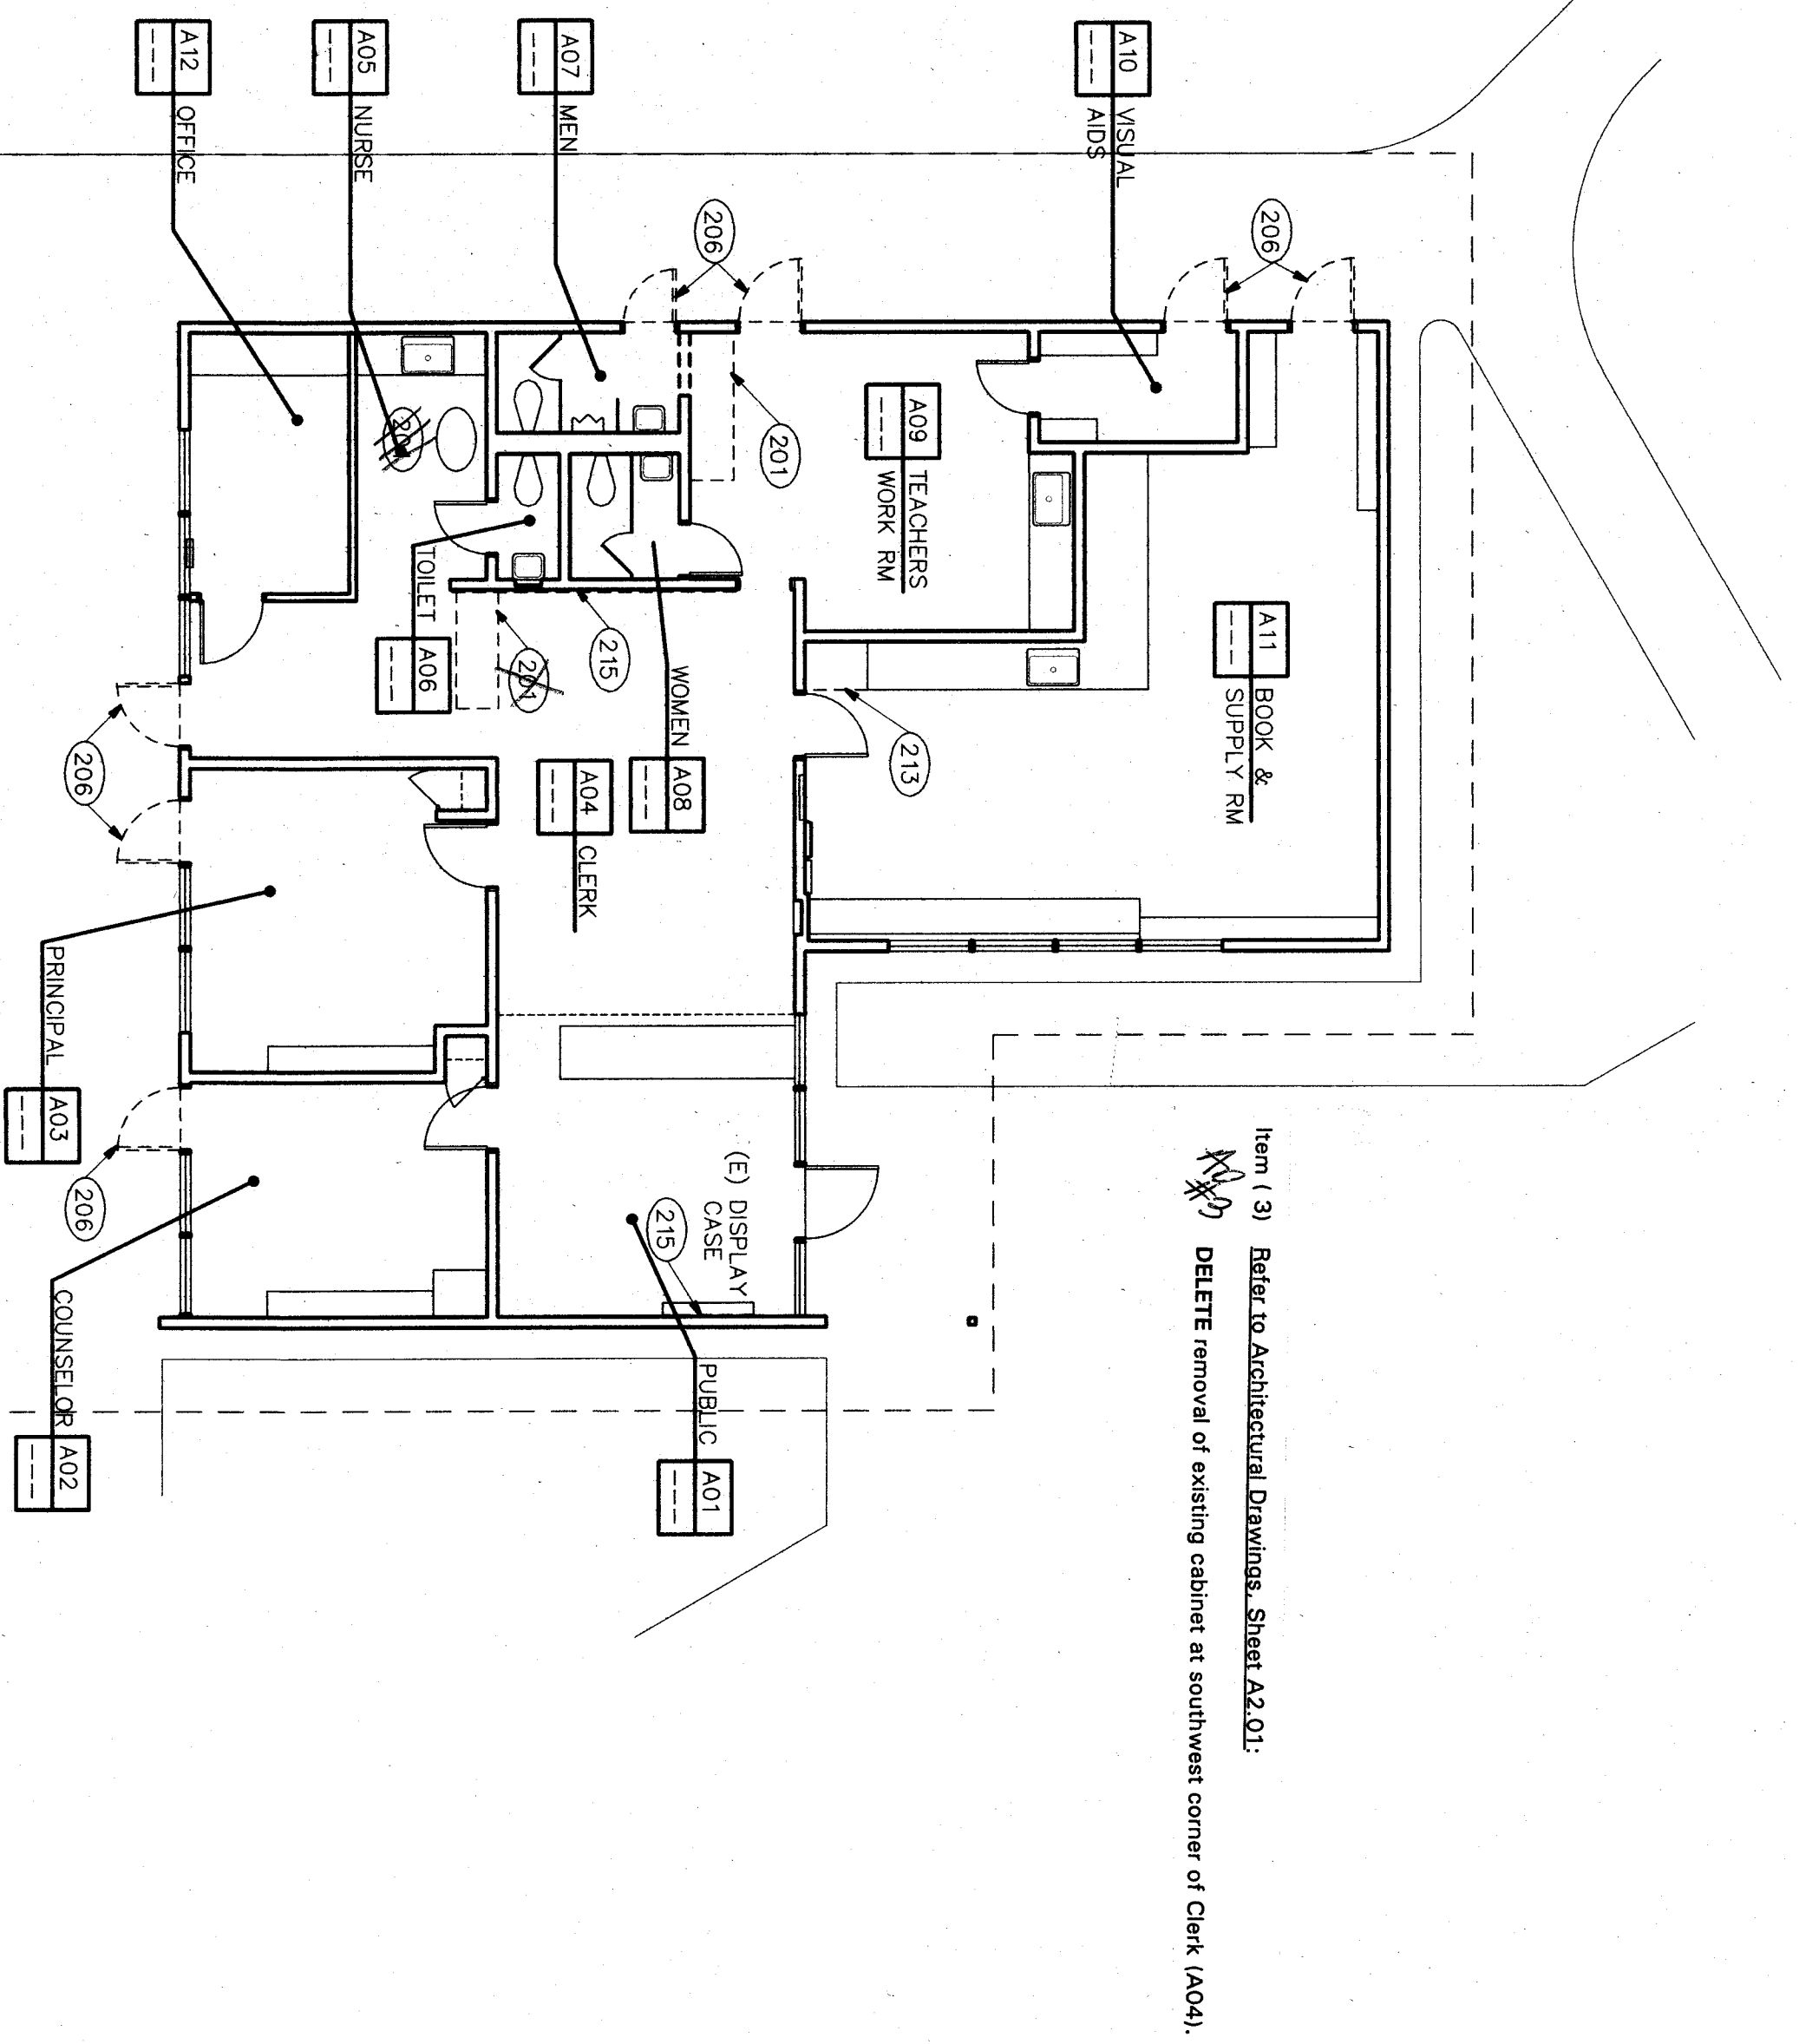 A10
---
VISUAL
AIDS
A07
---
MEN
A05
---
NURSE
A12
---
OFFICE
206
206
201
A09
---
TEACHERS
WORK RM
A11
---
BOOK &
SUPPLY RM
213
TOILET
A06
---
201
215
WOMEN
A08
---
A04
---
CLERK
206
PRINCIPAL
A03
---
206
COUNSELOR
A02
---
(E) DISPLAY
CASE
215
PUBLIC
A01
---
Item ( 3) Refer to Architectural Drawings, Sheet A2.01:
DELETE removal of existing cabinet at southwest corner of Clerk (A04).